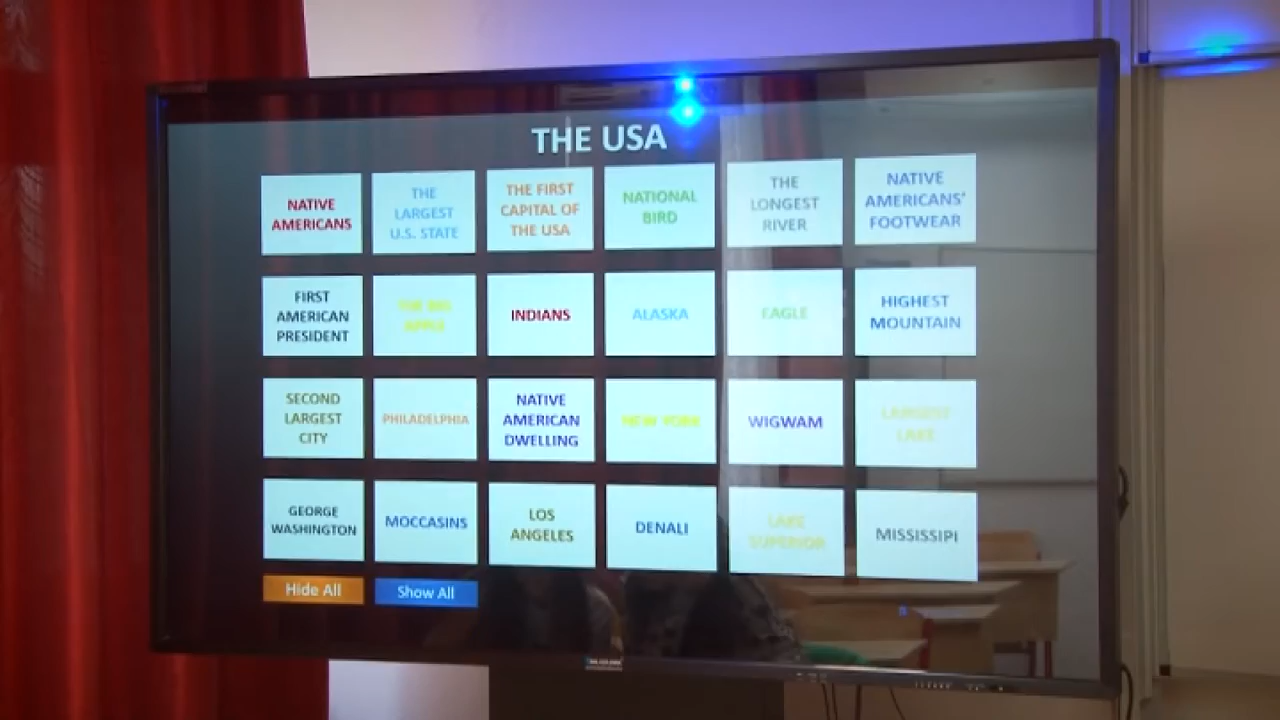 THE USA
NATIVE
AMERICANS
THE
LARGEST
U.S. STATE
THE FIRST
CAPITAL OF
THE USA
NATIONAL
BIRD
THE
LONGEST
RIVER
NATIVE
AMERICANS'
FOOTWEAR
FIRST
AMERICAN
PRESIDENT
THE BIG
APPLE
INDIANS
ALASKA
EAGLE
HIGHEST
MOUNTAIN
SECOND
LARGEST
CITY
PHILADELPHIA
NATIVE
AMERICAN
DWELLING
NEW YORK
WIGWAM
LARGEST
LAKE
GEORGE
WASHINGTON
MOCCASINS
LOS
ANGELES
DENALI
LAKE
SUPERIOR
MISSISSIPI
Hide All
Show All